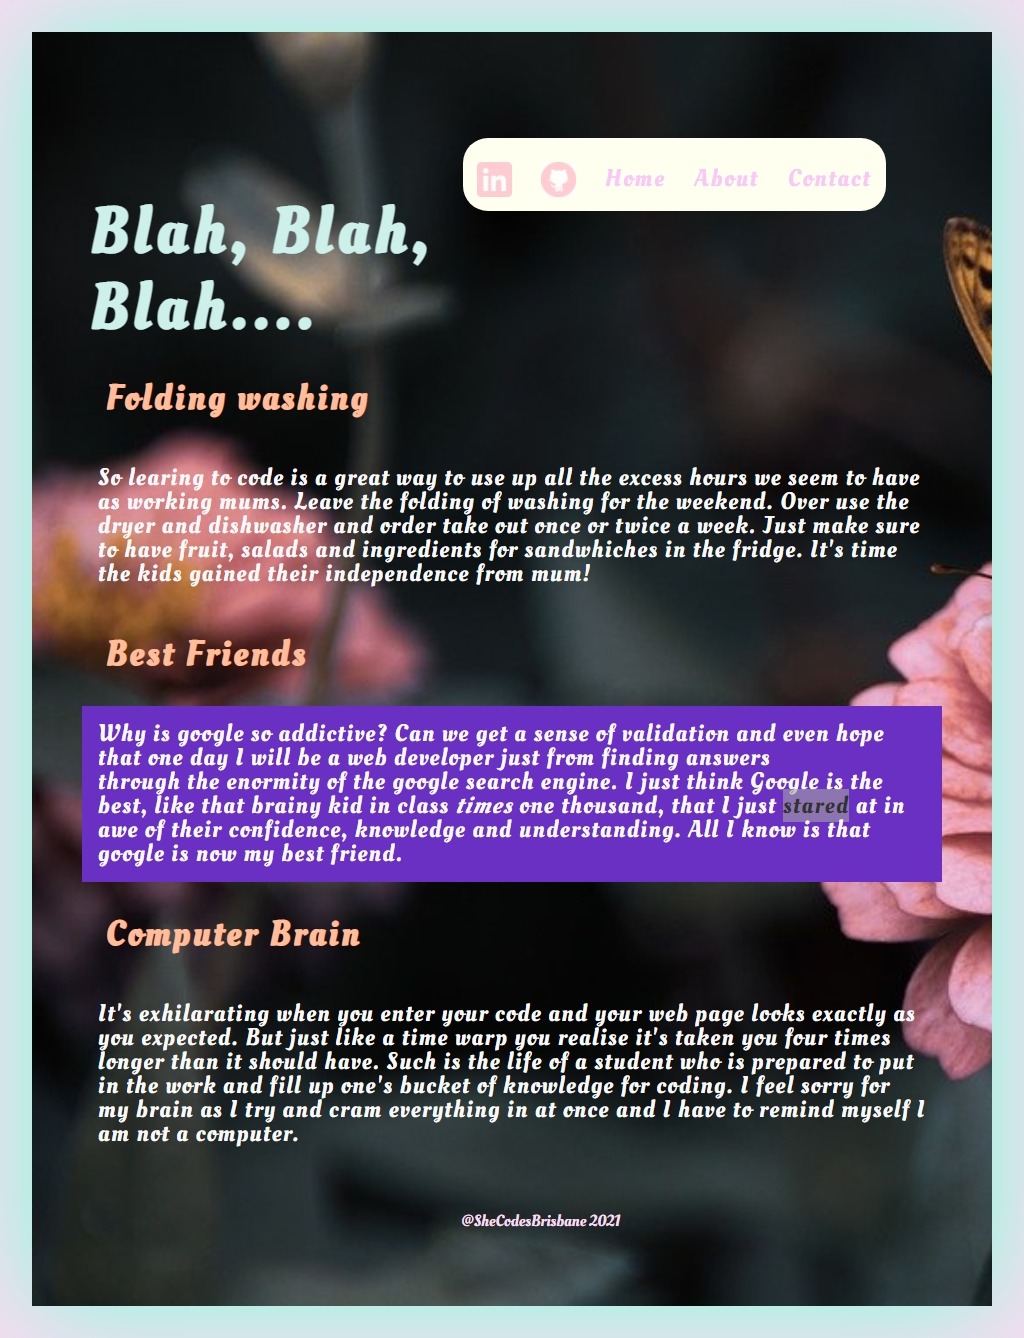 in Home About Contact
Blah, Blah,
Blah....
Folding washing
So learing to code is a great way to use up all the excess hours we seem to have
as working mums. Leave the folding of washing for the weekend. Over use the
dryer and dishwasher and order take out once or twice a week. Just make sure
to have fruit, salads and ingredients for sandwhiches in the fridge. It's time
the kids gained their independence from mum!
Best Friends
Why is google so addictive? Can we get a sense of validation and even hope
that one day I will be a web developer just from finding answers
through the enormity of the google search engine. I just think Google is the
best, like that brainy kid in class times one thousand, that I just stared at in
awe of their confidence, knowledge and understanding. All I know is that
google is now my best friend.
Computer Brain
It's exhilarating when you enter your code and your web page looks exactly as
you expected. But just like a time warp you realise it's taken you four times
longer than it should have. Such is the life of a student who is prepared to put
in the work and fill up one's bucket of knowledge for coding. I feel sorry for
my brain as I try and cram everything in at once and I have to remind myself I
am not a computer.
@SheCodesBrisbane 2021